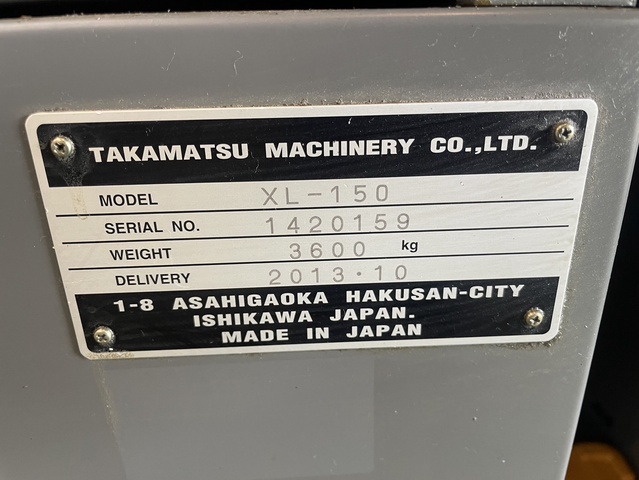 TAKAMATSU MACHINERY CO.,LTD.
MODEL XL-150
SERIAL NO. 1420159
WEIGHT 3600 kg
DELIVERY 2013·10
1-8 ASAHIGAOKA HAKUSAN-CITY
ISHIKAWA JAPAN.
MADE IN JAPAN